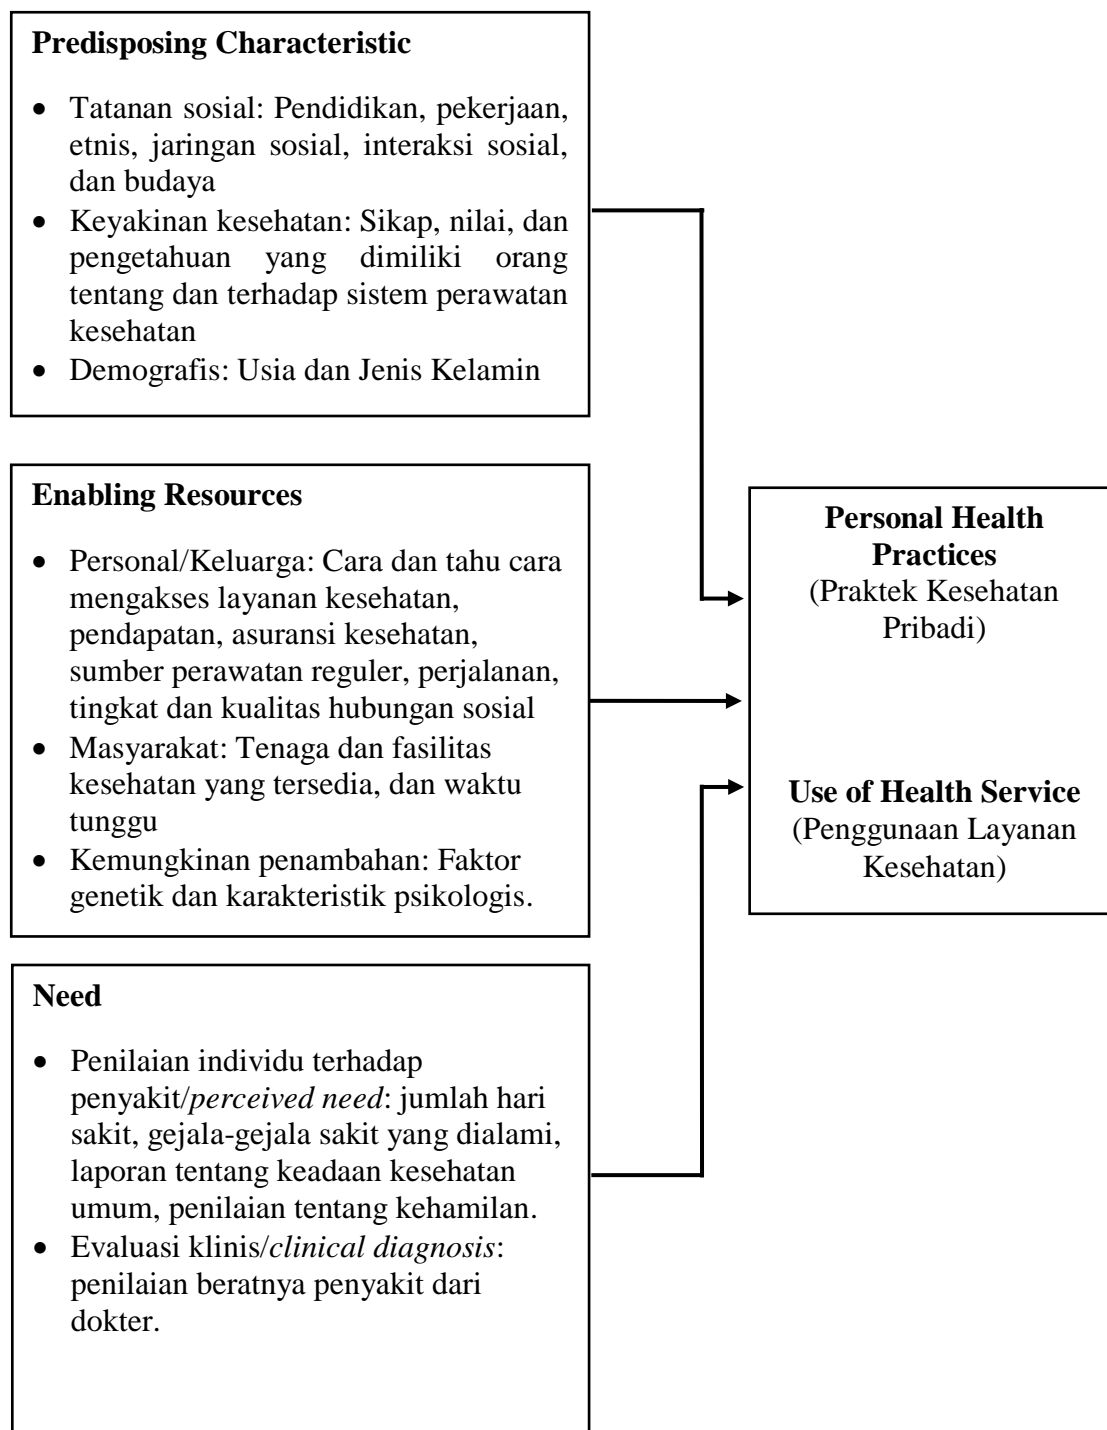 Predisposing Characteristic
• Tatanan sosial: Pendidikan, pekerjaan,
etnis, jaringan sosial, interaksi sosial,
dan budaya
• Keyakinan kesehatan: Sikap, nilai, dan
pengetahuan yang dimiliki orang
tentang dan terhadap sistem perawatan
kesehatan
• Demografis: Usia dan Jenis Kelamin
Enabling Resources
• Personal/Keluarga: Cara dan tahu cara
mengakses layanan kesehatan,
pendapatan, asuransi kesehatan,
sumber perawatan reguler, perjalanan,
tingkat dan kualitas hubungan sosial
• Masyarakat: Tenaga dan fasilitas
kesehatan yang tersedia, dan waktu
tunggu
• Kemungkinan penambahan: Faktor
genetik dan karakteristik psikologis.
Need
• Penilaian individu terhadap
penyakit/perceived need: jumlah hari
sakit, gejala-gejala sakit yang dialami,
laporan tentang keadaan kesehatan
umum, penilaian tentang kehamilan.
• Evaluasi klinis/clinical diagnosis:
penilaian beratnya penyakit dari
dokter.
Personal Health
Practices
(Praktek Kesehatan
Pribadi)
Use of Health Service
(Penggunaan Layanan
Kesehatan)